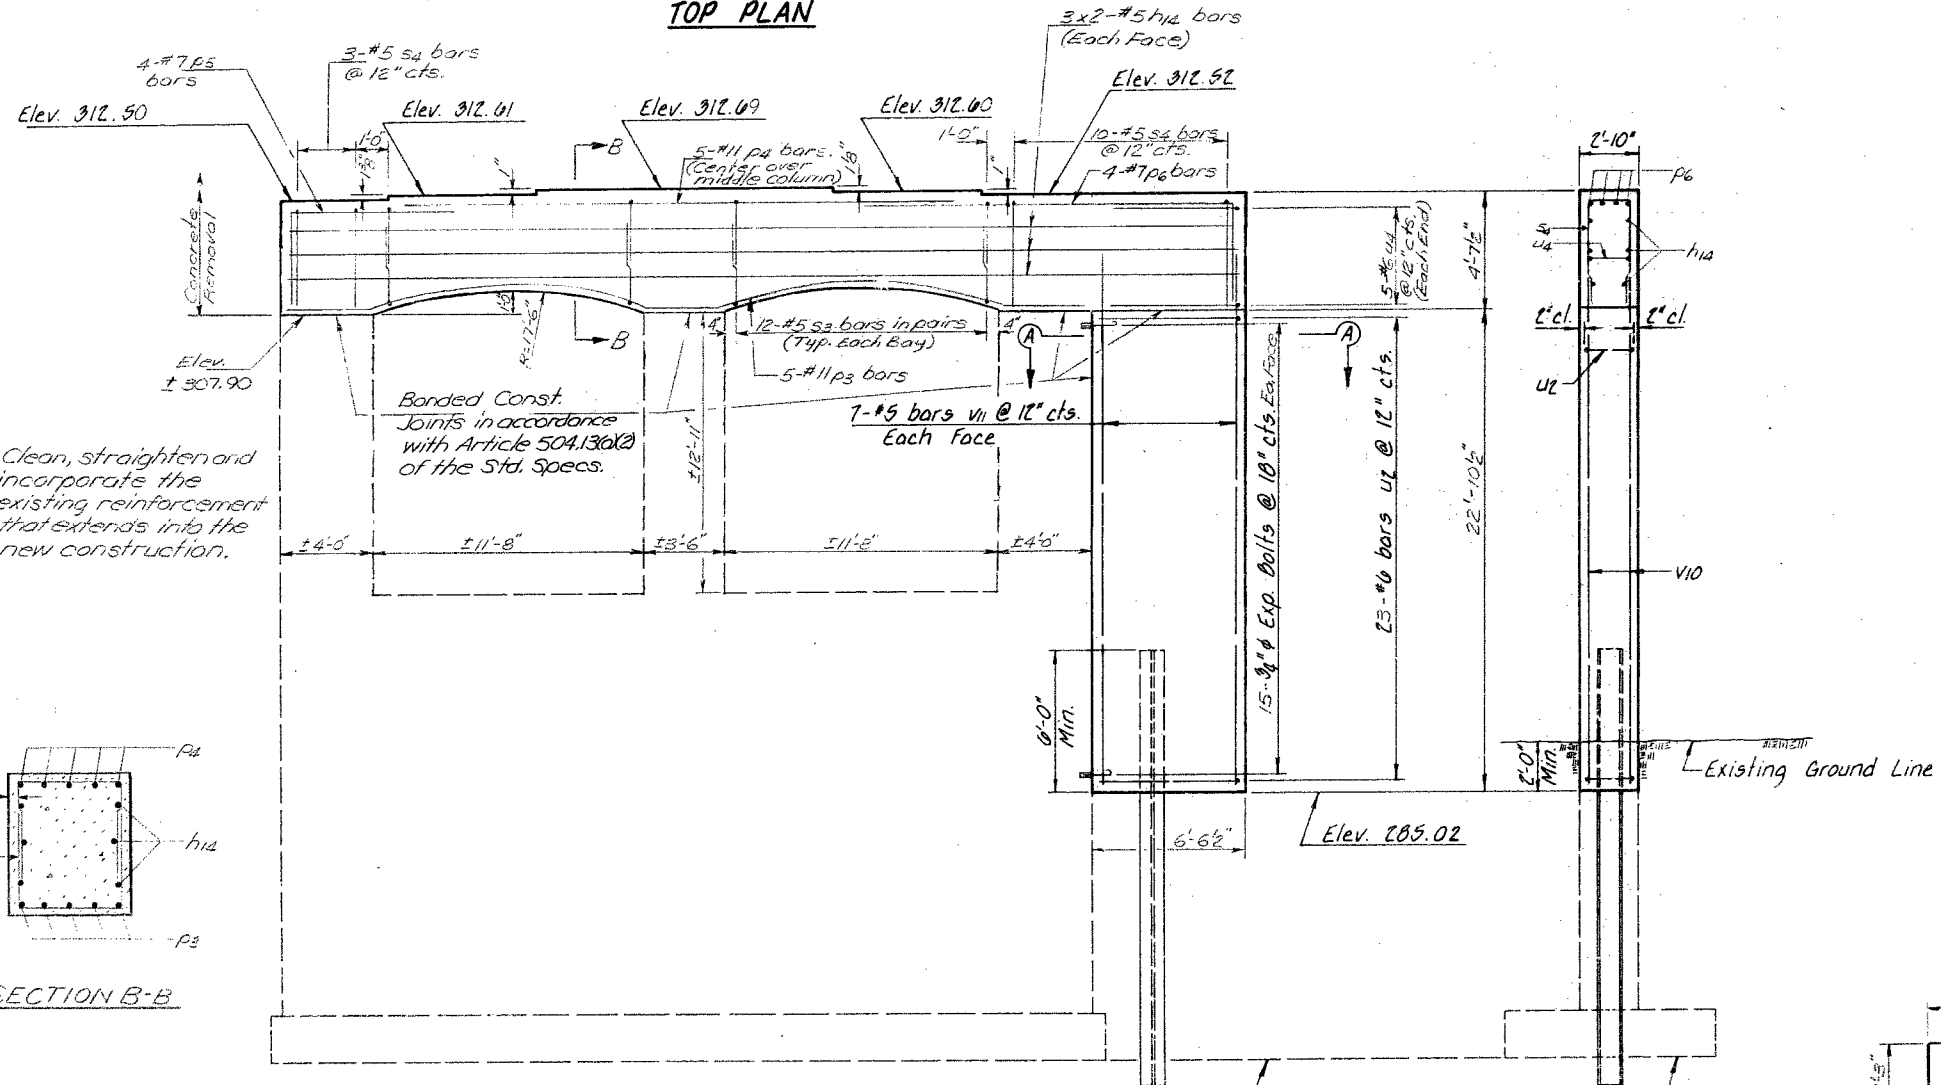 TOP PLAN
3x2-#5 h14 bars
(Each Face)
3-#5 s4 bars
@ 12" cts.
4-#7 p5
bars
Elev. 312.50
Elev. 312.61
Elev. 312.69
Elev. 312.60
Elev. 312.52
1'-0"
1⅛"
1"
B
5-#11 p4 bars.
(Center over
middle column)
1⅛"
1'-0"
1"
10-#5 s4 bars
@ 12" cts.
4-#7 p6 bars
2'-10"
p6
s4
u4
h14
Concrete
Removal
5-#6 u4
@ 12" cts.
(Each End)
4'-7½"
R=17'-6"
B
4"
12-#5 s3 bars in pairs
(Typ. Each Bay)
4"
A
A
2" cl.
2" cl.
u2
Elev.
± 307.90
5-#11 p3 bars
Bonded Const.
Joints in accordance
with Article 504.13(a)(2)
of the Std. Specs.
7-#5 bars v11 @ 12" cts.
Each Face
±12'-11"
Clean, straighten and
incorporate the
existing reinforcement
that extends into the
new construction.
±4'-0"
±11'-8"
±3'-6"
±11'-8"
±4'-0"
15-¾" ϕ Exp. Bolts @ 18" cts. Ea. Face
23-#6 bars u2 @ 12" cts.
22'-10½"
v10
6'-0"
Min.
2'-0"
Min.
Existing Ground Line
p4
h14
p3
Elev. 285.02
6'-6½"
SECTION B-B